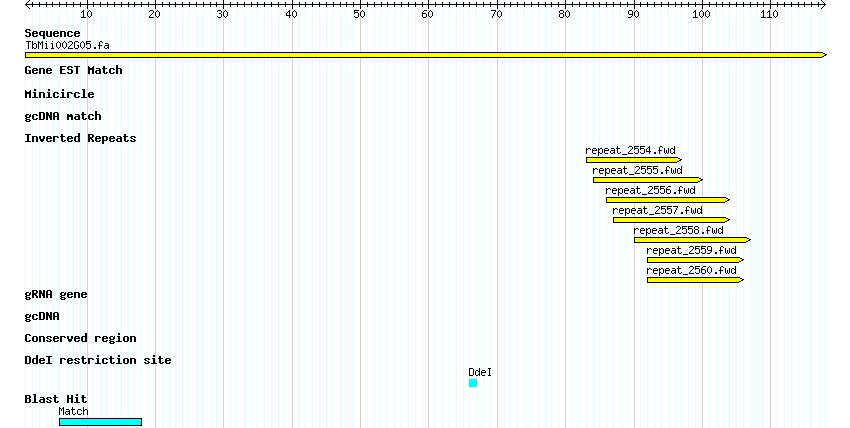 10 20 30 40 50 60 70 80 90 100 110
Sequence
TbMii002G05.fa
Gene EST Match
Minicircle
gcDNA match
Inverted Repeats
repeat_2554.fwd
repeat_2555.fwd
repeat_2556.fwd
repeat_2557.fwd
repeat_2558.fwd
repeat_2559.fwd
repeat_2560.fwd
gRNA gene
gcDNA
Conserved region
DdeI restriction site
DdeI
Blast Hit
Match